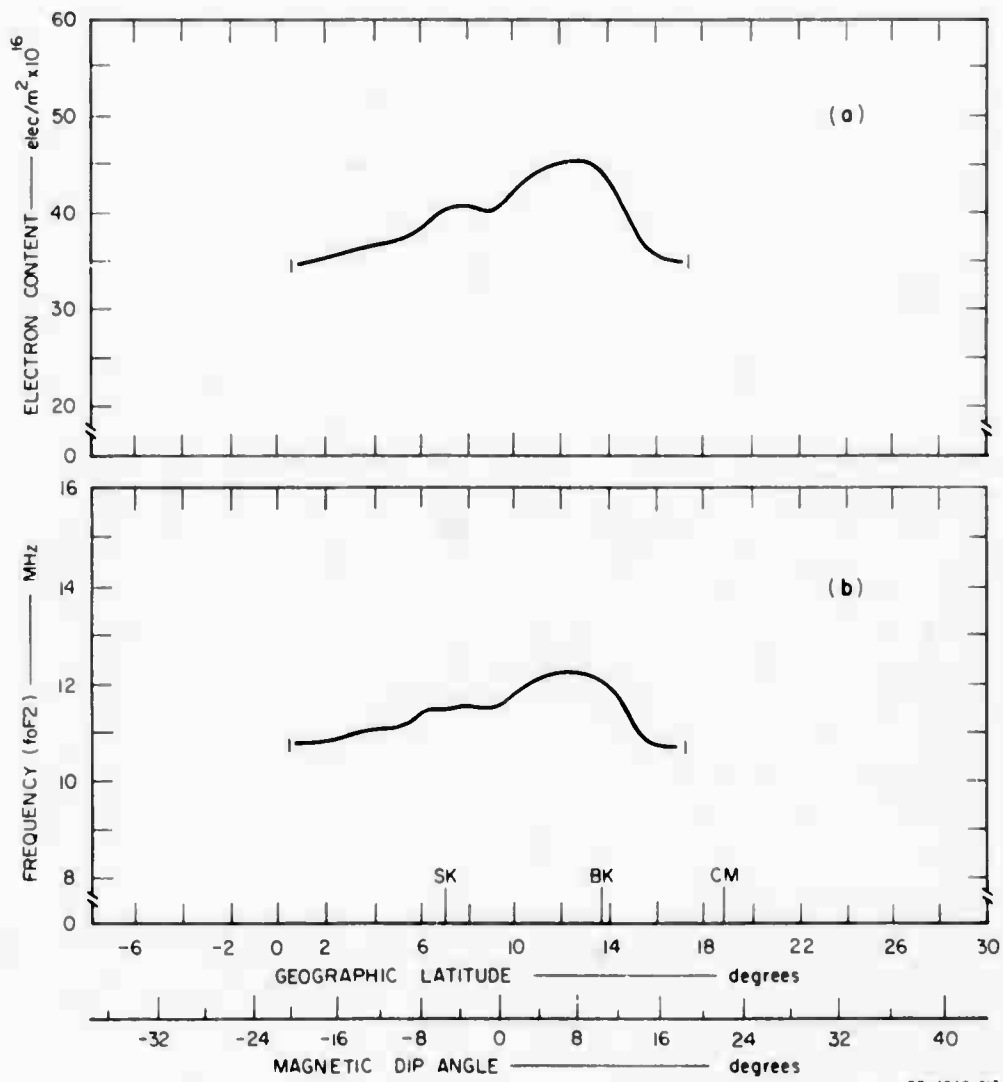 ELECTRON CONTENT —— elec/m² x10¹⁶
60
50
40
30
20
0
(a)
FREQUENCY (foF2) —— MHz
16
14
12
10
8
0
(b)
SK BK CM
-6 -2 0 2 6 10 14 18 22 26 30
GEOGRAPHIC LATITUDE —— degrees
-32 -24 -16 -8 0 8 16 24 32 40
MAGNETIC DIP ANGLE —— degrees